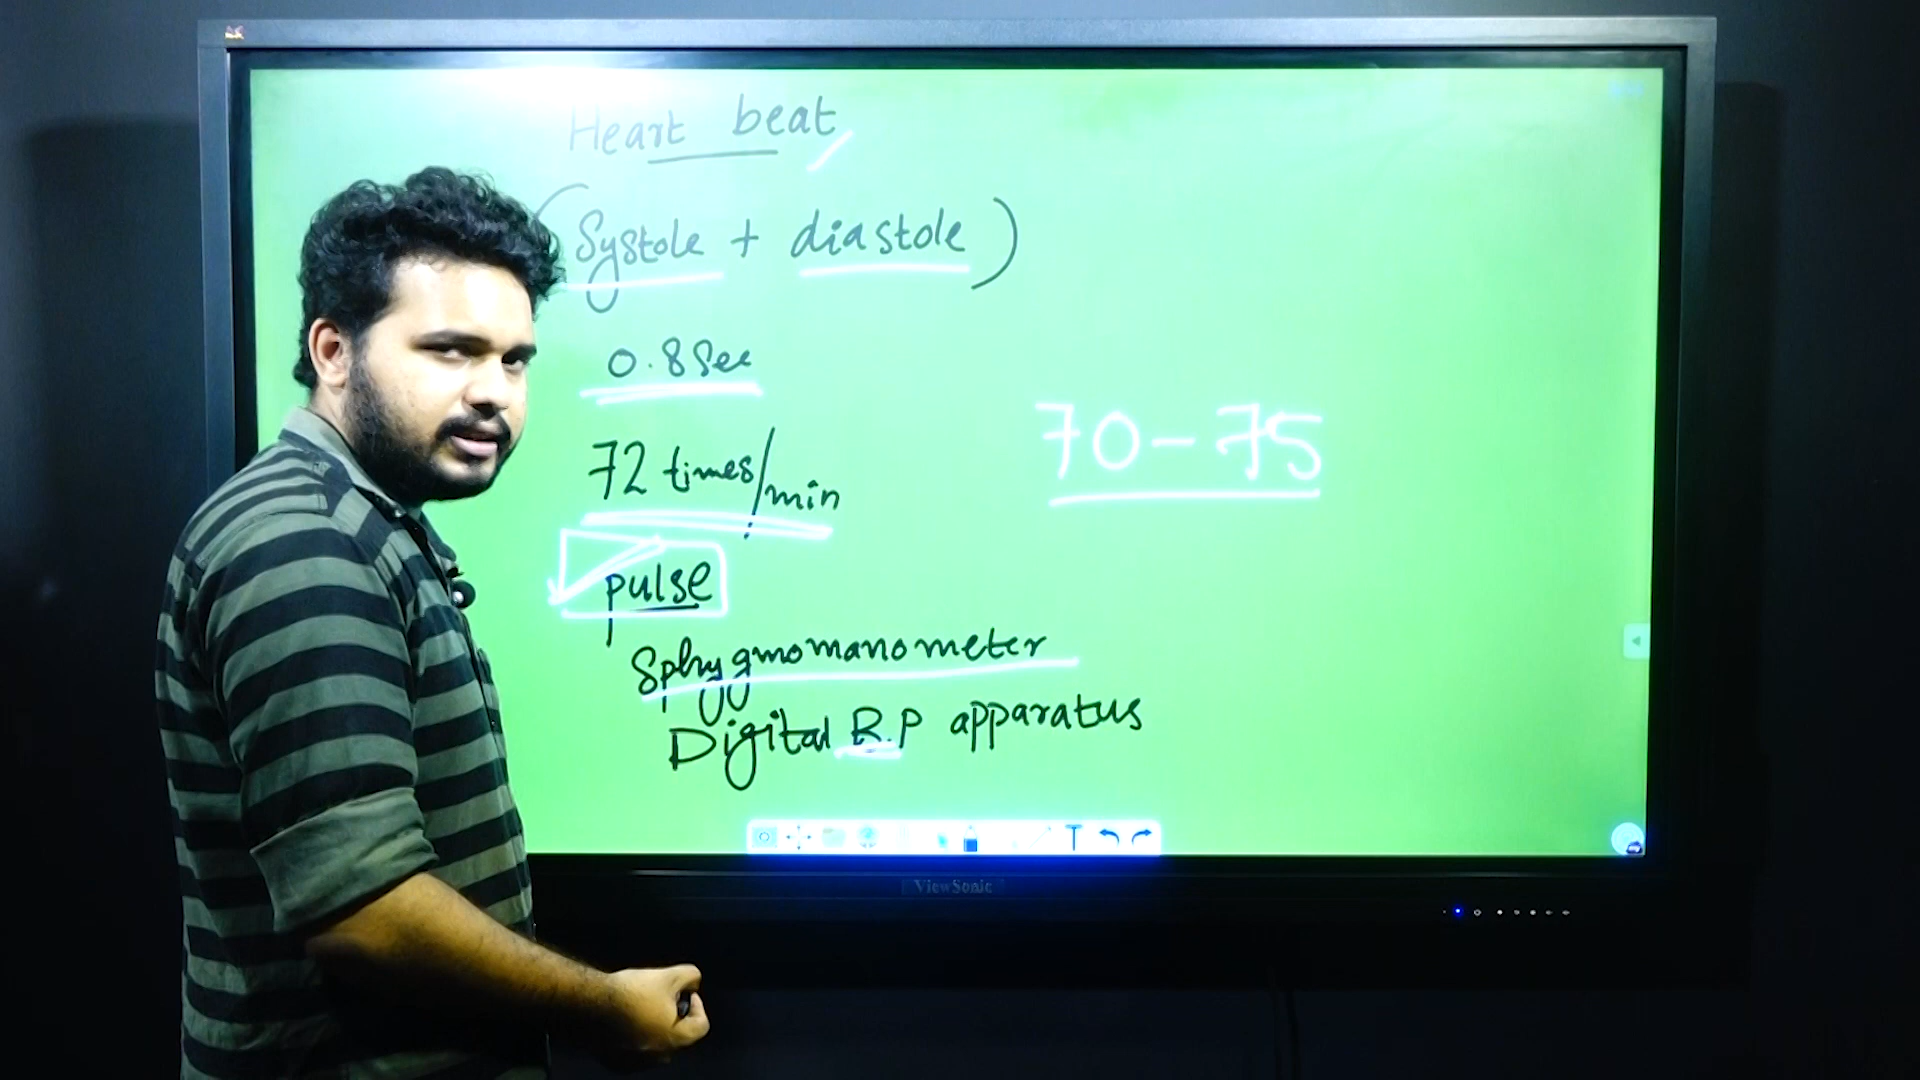 Heart beat
(Systole + diastole)
0.8 Sec
72 times/min
70-75
pulse
Sphygmomanometer
Digital B.P apparatus
T
ViewSonic